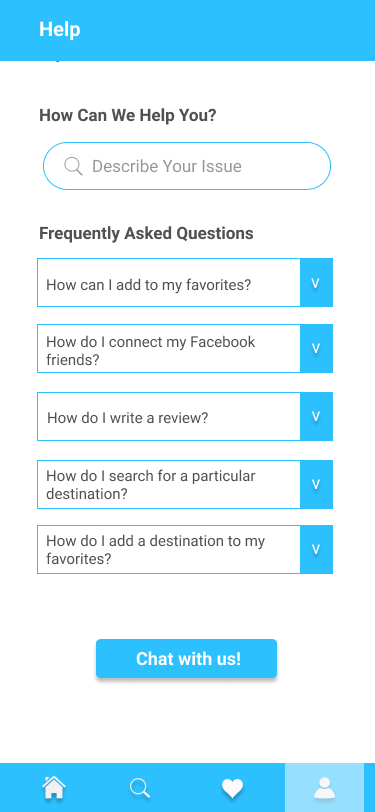 Help
How Can We Help You?
Describe Your Issue
Frequently Asked Questions
How can I add to my favorites?
V
How do I connect my Facebook
friends?
V
How do I write a review?
V
How do I search for a particular
destination?
V
How do I add a destination to my
favorites?
V
Chat with us!